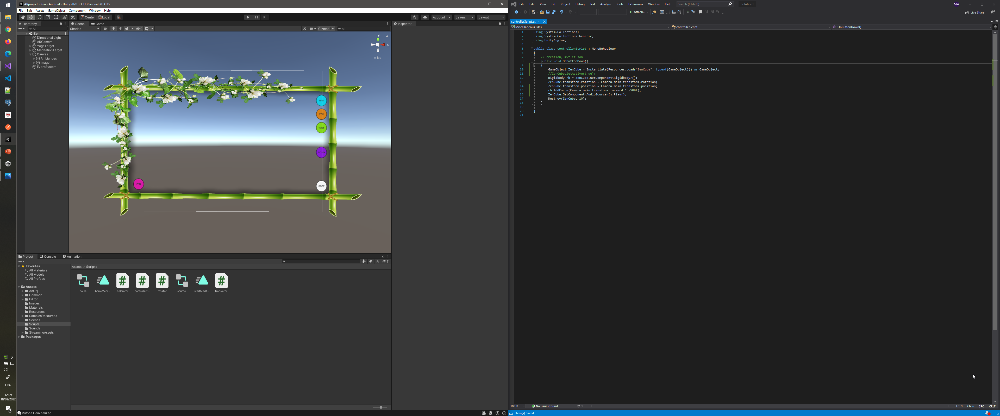 ARproject - Zen - Android - Unity 2020.3.30f1 Personal <DX11>
File Edit Assets GameObject Component Window Help
Center Local
Account Layers Layout
Hierarchy
All
Zen
Directional Light
ARCamera
YogaTarget
MeditationTarget
Canvas
Ambiances
Image
EventSystem
Scene Game
Shaded 2D 0 Gizmos All
y
x
Iso
EAU
FEU
VENT
ZEN
STOP
Inspector
Project Console Animation
11
Favorites
All Materials
All Models
All Prefabs
Assets
3dObj
Common
Editor
Images
Materials
Resources
SamplesResources
Scenes
Scripts
Sounds
StreamingAssets
Packages
Assets > Scripts
boule bouleMedi... colorator controllerS... rotator souffle startMedit... translator
Vuforia Deinitialized
FRA
12:09
19/03/2022
3
File Edit View Git Project Debug Test Analyze Tools Extensions Window Help Search (Ctrl+Q) Solution1 MA
Attach... Live Share
controllerScript.cs
Miscellaneous Files controllerScript OnButtonDown()
1 using System.Collections;
2 using System.Collections.Generic;
3 using UnityEngine;
4
5 public class controllerScript : MonoBehaviour
6 {
7 // création, mvt et son
8 public void OnButtonDown()
9 {
10 GameObject ZenCube = Instantiate(Resources.Load("ZenCube", typeof(GameObject))) as GameObject;
11 //ZenCube.SetActive(true);
12 Rigidbody rb = ZenCube.GetComponent<Rigidbody>();
13 ZenCube.transform.rotation = Camera.main.transform.rotation;
14 ZenCube.transform.position = Camera.main.transform.position;
15 rb.AddForce(Camera.main.transform.forward * -500f);
16 ZenCube.GetComponent<AudioSource>().Play();
17 Destroy(ZenCube, 10);
18 }
19
20 }
21
100 % No issues found Ln: 9 Ch: 6 SPC CRLF
Item(s) Saved 1